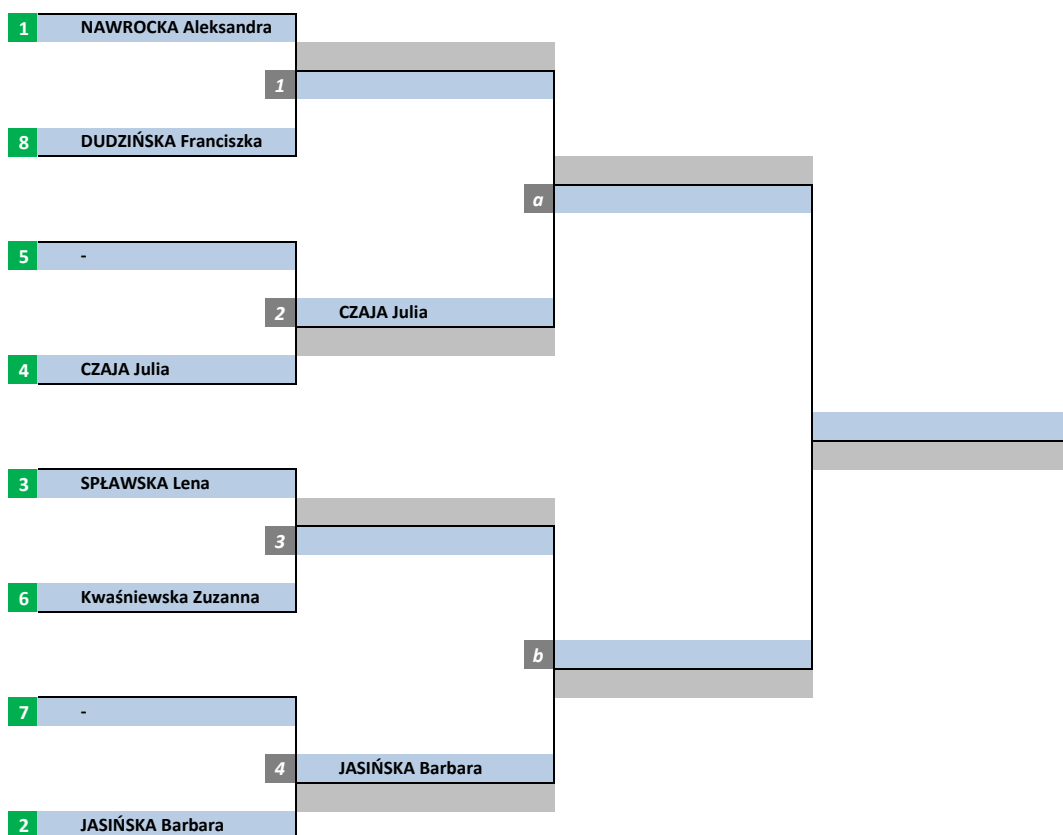 1 NAWROCKA Aleksandra
1
8 DUDZIŃSKA Franciszka
a
5 -
2 CZAJA Julia
4 CZAJA Julia
3 SPŁAWSKA Lena
3
6 Kwaśniewska Zuzanna
b
7 -
4 JASIŃSKA Barbara
2 JASIŃSKA Barbara